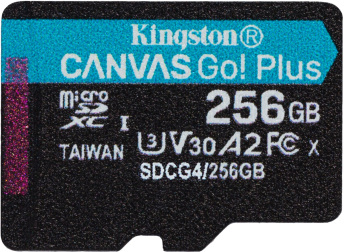 Kingston®
CANVAS Go! Plus
micro SD XC I 256GB
TAIWAN U3 V30 A2 FC X
SDCG4/256GB